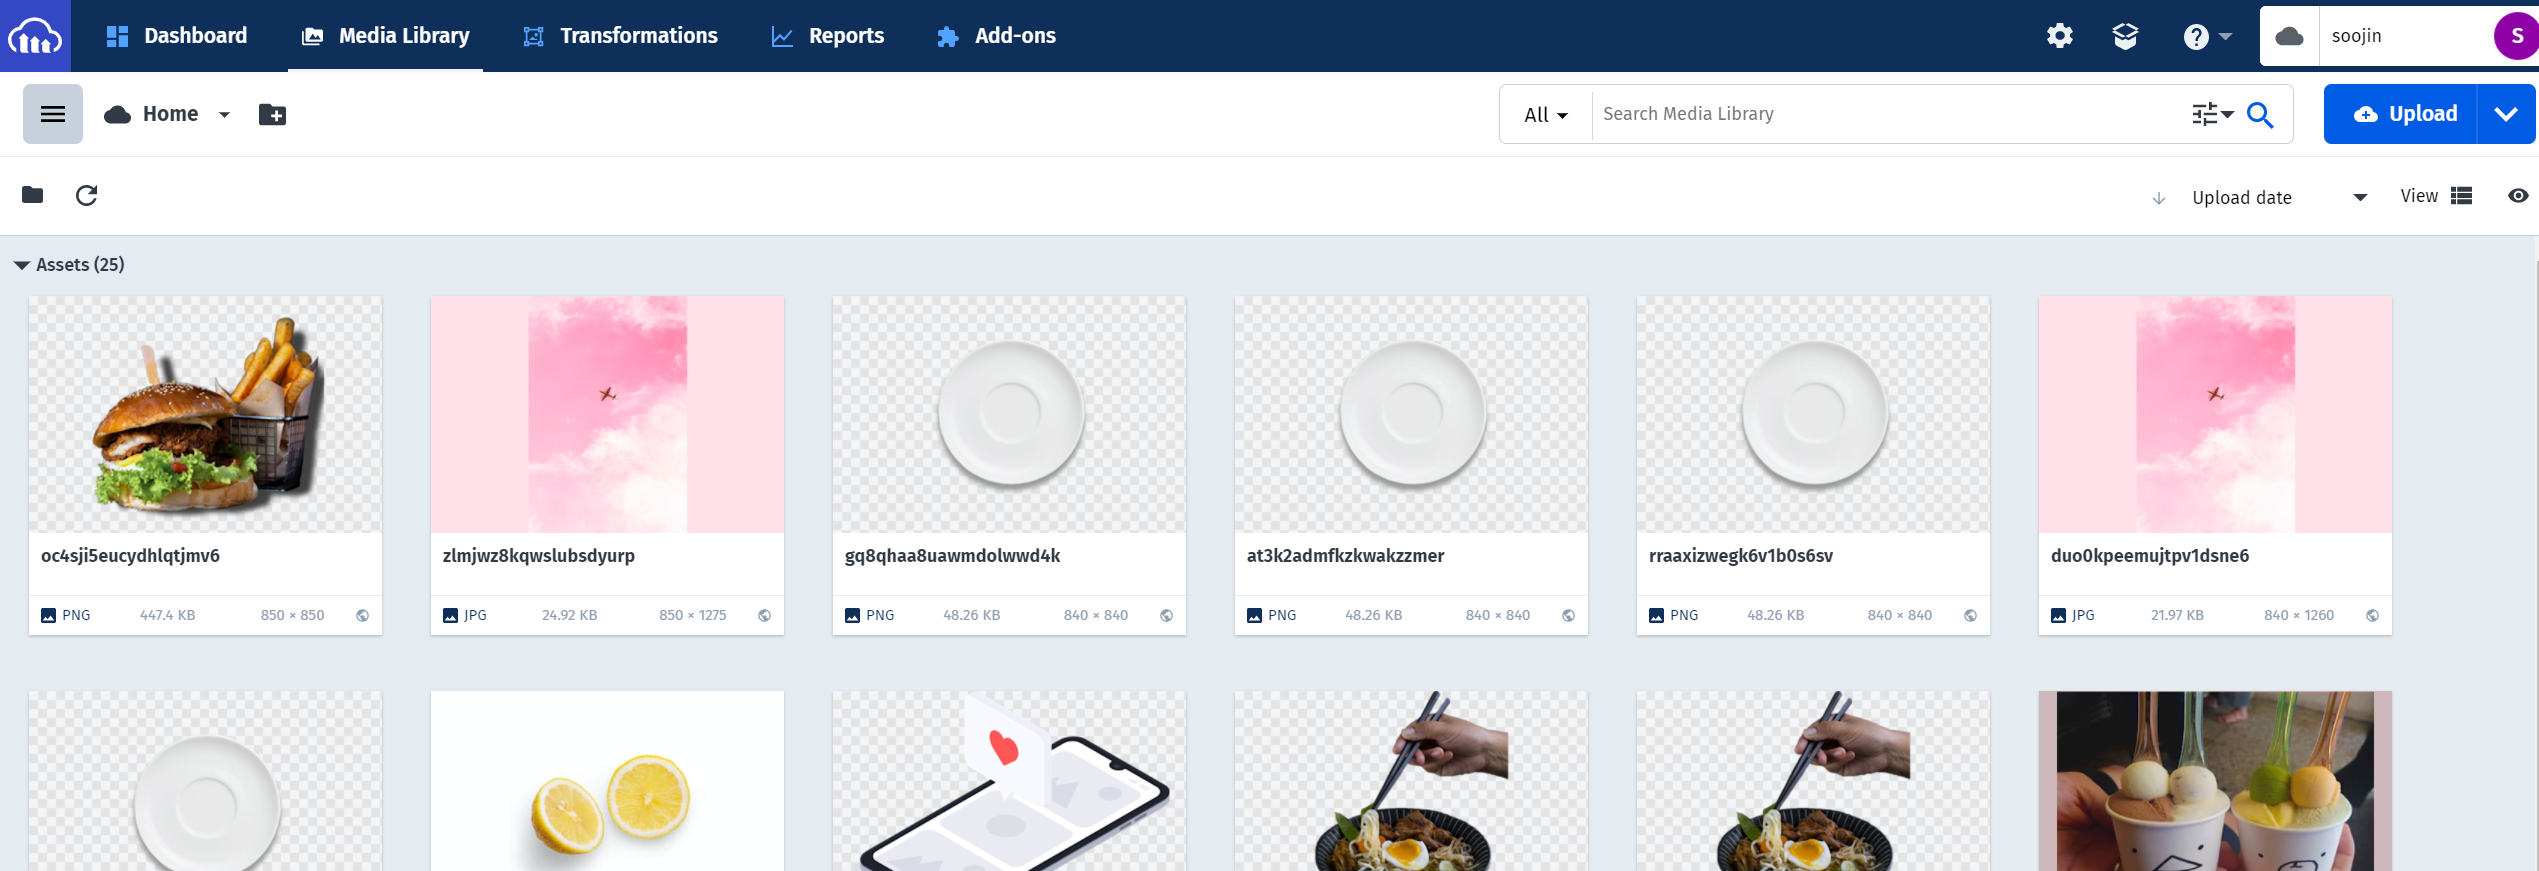 Dashboard
Media Library
Transformations
Reports
Add-ons
soojin
S
Home
All
Search Media Library
Upload
Upload date
View
Assets (25)
oc4sji5eucydhlqtjmv6
zlmjwz8kqwslubsdyurp
gq8qhaa8uawmdolwwd4k
at3k2admfkzkwakzzmer
rraaxizwegk6v1b0s6sv
duo0kpeemujtpv1dsne6
PNG 447.4 KB 850 × 850
JPG 24.92 KB 850 × 1275
PNG 48.26 KB 840 × 840
PNG 48.26 KB 840 × 840
PNG 48.26 KB 840 × 840
JPG 21.97 KB 840 × 1260